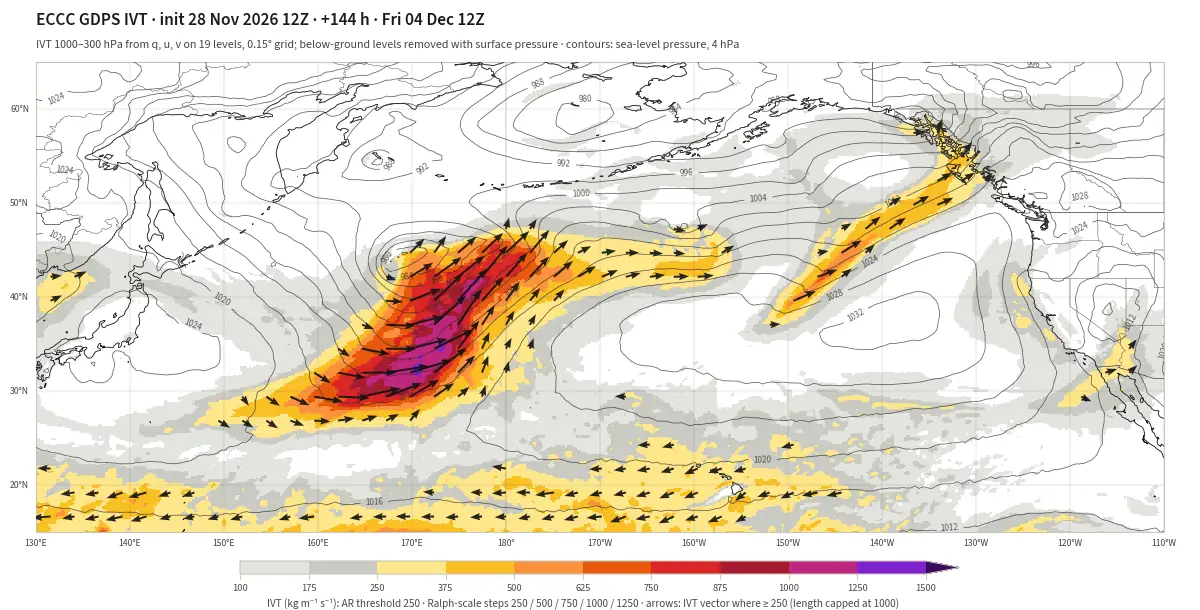 ECCC GDPS IVT · init 28 Nov 2026 12Z · +144 h · Fri 04 Dec 12Z
IVT 1000–300 hPa from q, u, v on 19 levels, 0.15° grid; below-ground levels removed with surface pressure · contours: sea-level pressure, 4 hPa
996
988
1024
980
60°N
992
992
1024
996
1028
1000
1004
50°N
1024
1020
980
984
1024
1020
1028
40°N
1032
1012
1024
30°N
1020
20°N
1016
1012
130°E 140°E 150°E 160°E 170°E 180° 170°W 160°W 150°W 140°W 130°W 120°W 110°W
100 175 250 375 500 625 750 875 1000 1250 1500
IVT (kg m⁻¹ s⁻¹): AR threshold 250 · Ralph-scale steps 250 / 500 / 750 / 1000 / 1250 · arrows: IVT vector where ≥ 250 (length capped at 1000)